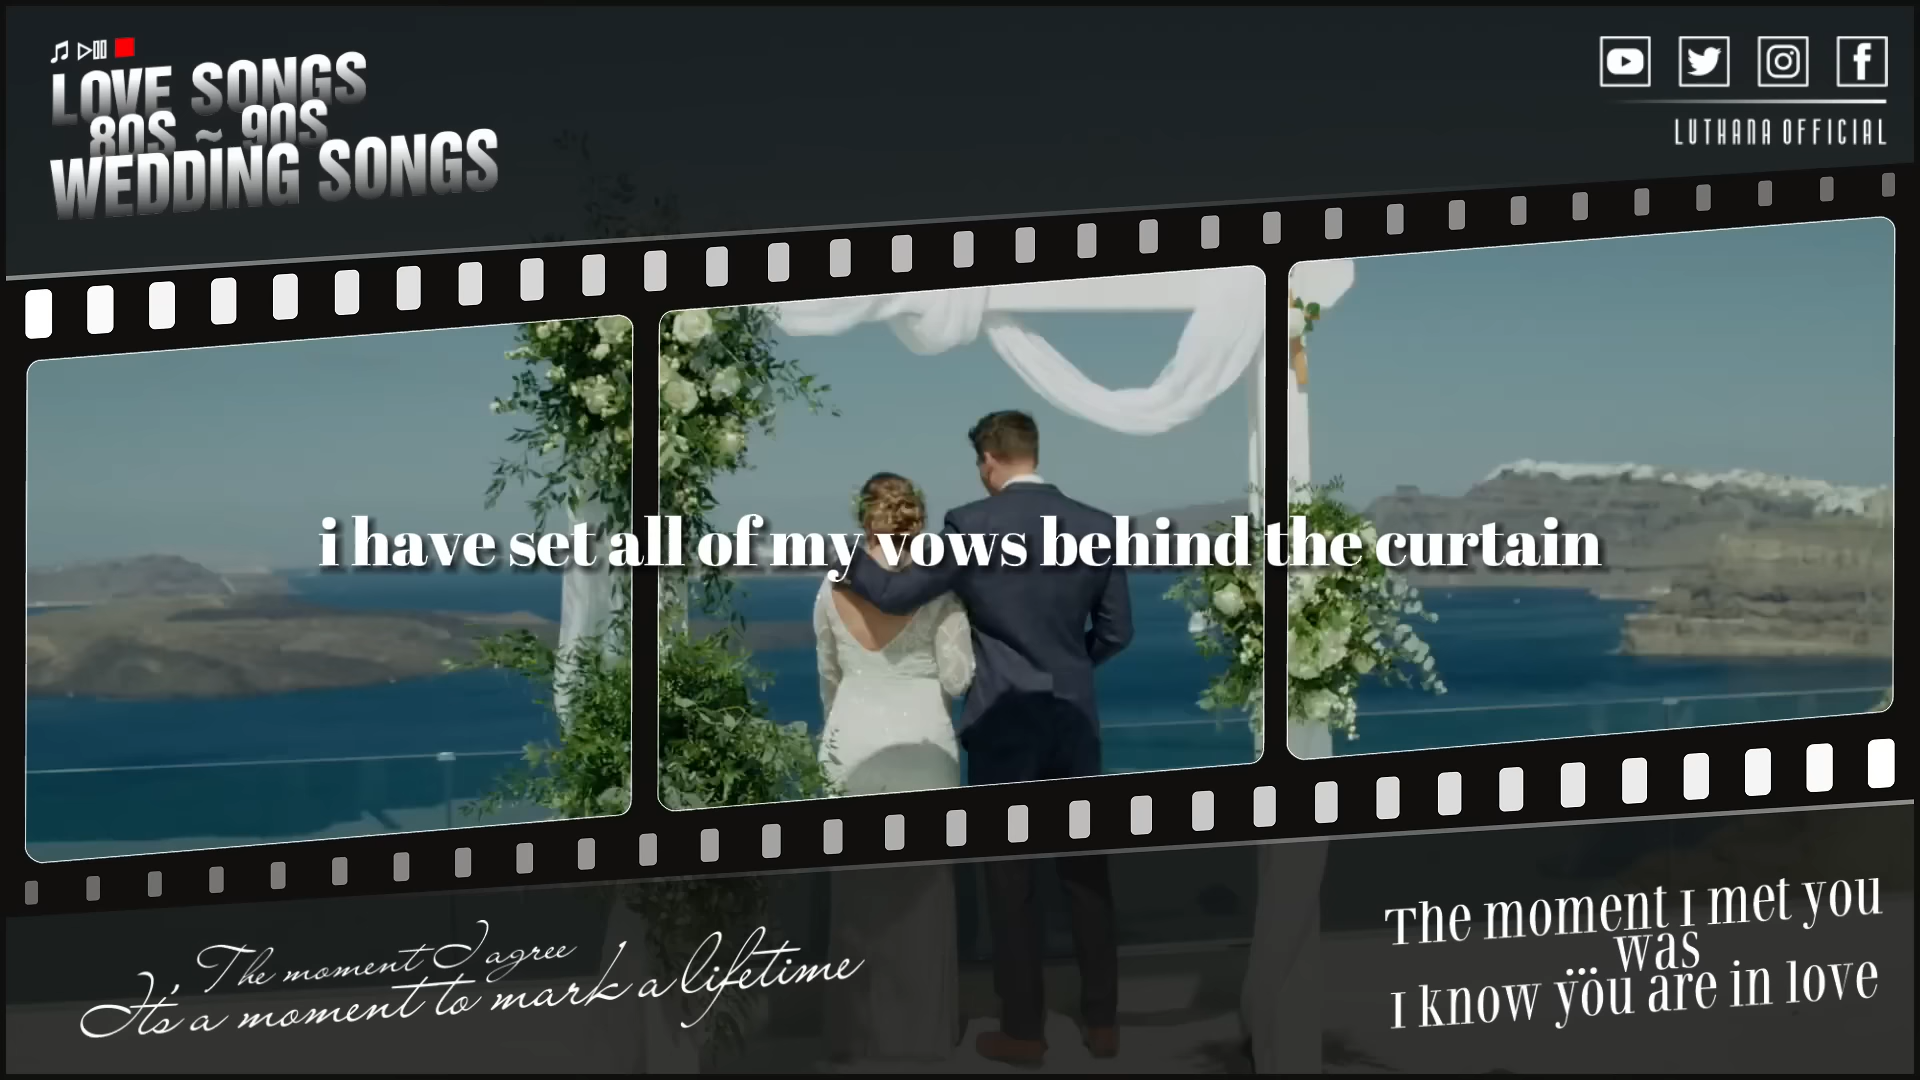 LOVE SONGS
80S ~ 90S
WEDDING SONGS
LUTHANA OFFICIAL
i have set all of my vows behind the curtain
The moment I agree
It's a moment to mark a lifetime
The moment I met you
was
I know yöu are in love